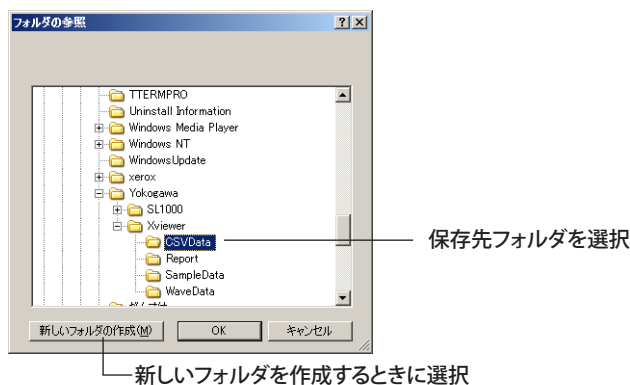 フォルダの参照
TTERMPRO
Uninstall Information
Windows Media Player
Windows NT
WindowsUpdate
xerox
Yokogawa
SL1000
Xviewer
CSVData
保存先フォルダを選択
Report
SampleData
WaveData
新しいフォルダの作成(M)
OK
キャンセル
新しいフォルダを作成するときに選択